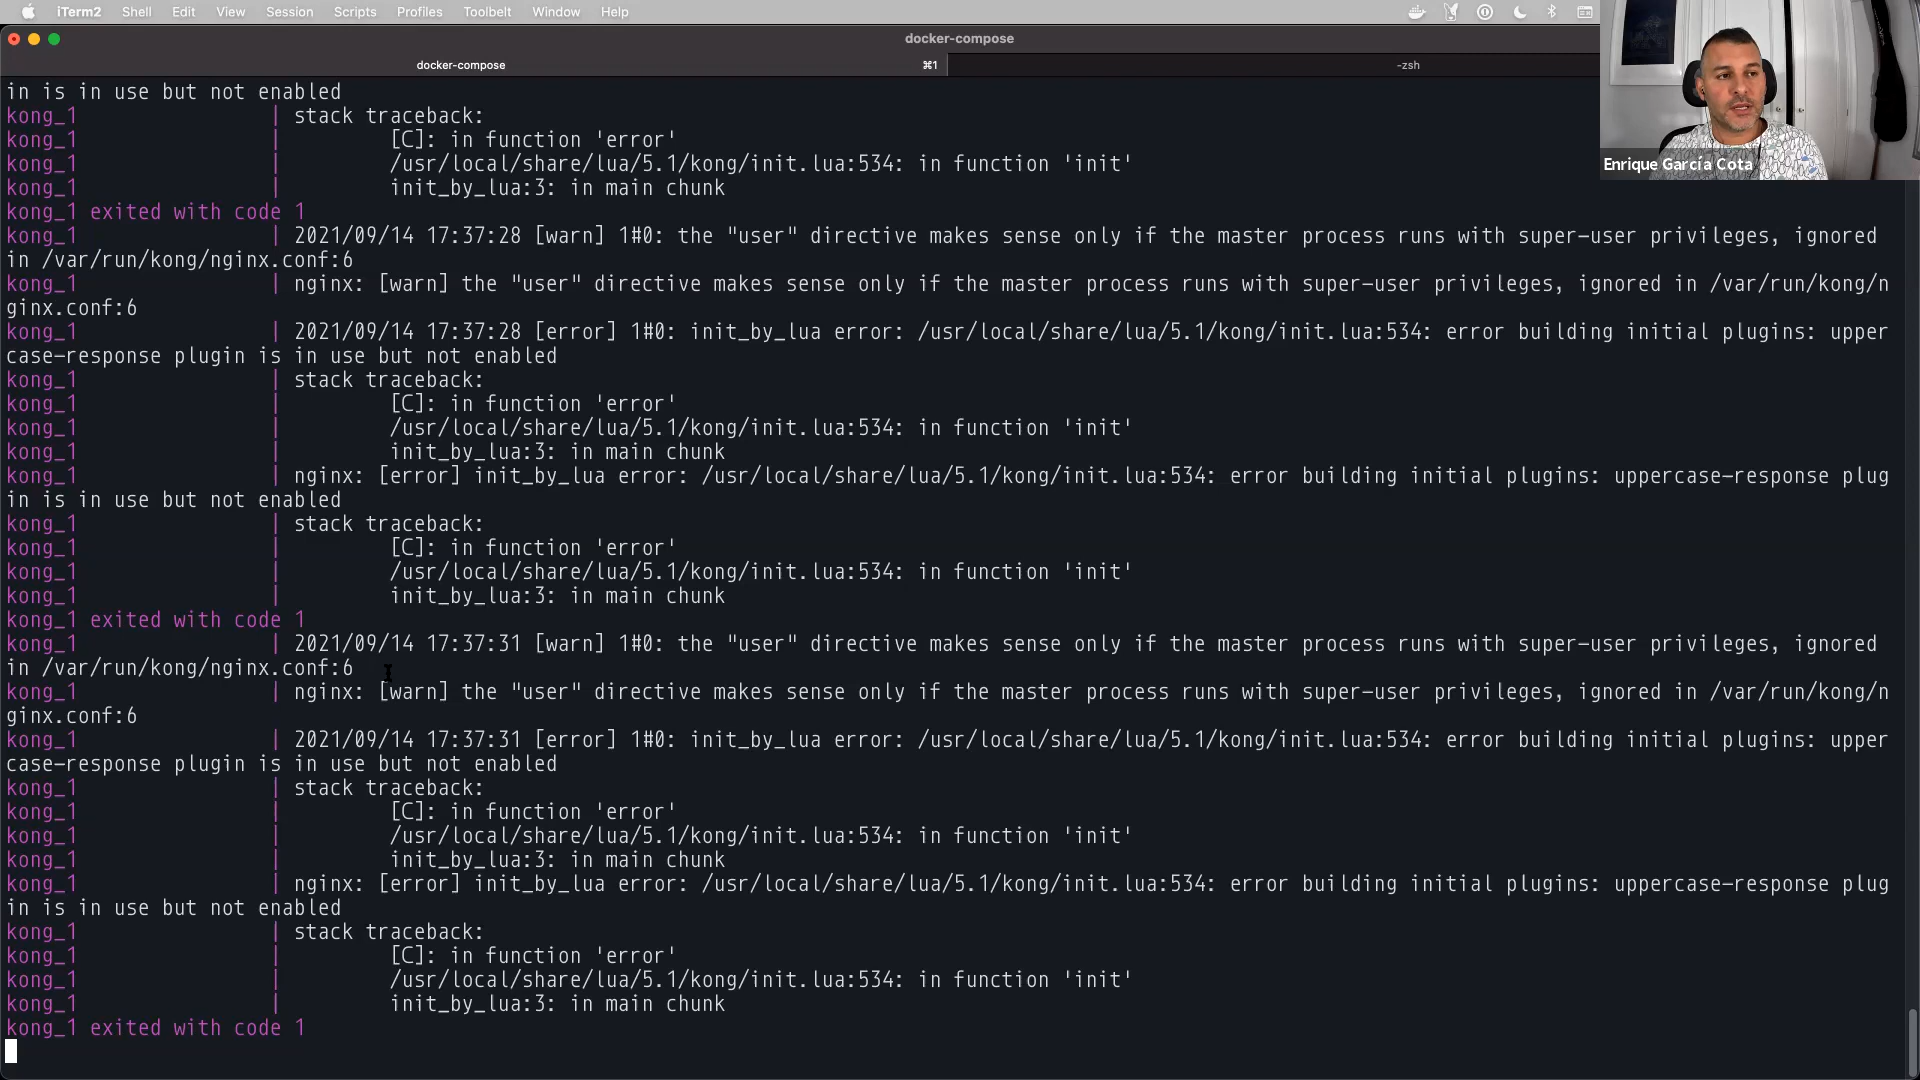 iTerm2 Shell Edit View Session Scripts Profiles Toolbelt Window Help
docker-compose
docker-compose ⌘1 -zsh
in is in use but not enabled
kong_1 | stack traceback:
kong_1 | [C]: in function 'error'
kong_1 | /usr/local/share/lua/5.1/kong/init.lua:534: in function 'init'
kong_1 | init_by_lua:3: in main chunk
kong_1 exited with code 1
kong_1 | 2021/09/14 17:37:28 [warn] 1#0: the "user" directive makes sense only if the master process runs with super-user privileges, ignored
in /var/run/kong/nginx.conf:6
kong_1 | nginx: [warn] the "user" directive makes sense only if the master process runs with super-user privileges, ignored in /var/run/kong/n
ginx.conf:6
kong_1 | 2021/09/14 17:37:28 [error] 1#0: init_by_lua error: /usr/local/share/lua/5.1/kong/init.lua:534: error building initial plugins: upper
case-response plugin is in use but not enabled
kong_1 | stack traceback:
kong_1 | [C]: in function 'error'
kong_1 | /usr/local/share/lua/5.1/kong/init.lua:534: in function 'init'
kong_1 | init_by_lua:3: in main chunk
kong_1 | nginx: [error] init_by_lua error: /usr/local/share/lua/5.1/kong/init.lua:534: error building initial plugins: uppercase-response plug
in is in use but not enabled
kong_1 | stack traceback:
kong_1 | [C]: in function 'error'
kong_1 | /usr/local/share/lua/5.1/kong/init.lua:534: in function 'init'
kong_1 | init_by_lua:3: in main chunk
kong_1 exited with code 1
kong_1 | 2021/09/14 17:37:31 [warn] 1#0: the "user" directive makes sense only if the master process runs with super-user privileges, ignored
in /var/run/kong/nginx.conf:6
kong_1 | nginx: [warn] the "user" directive makes sense only if the master process runs with super-user privileges, ignored in /var/run/kong/n
ginx.conf:6
kong_1 | 2021/09/14 17:37:31 [error] 1#0: init_by_lua error: /usr/local/share/lua/5.1/kong/init.lua:534: error building initial plugins: upper
case-response plugin is in use but not enabled
kong_1 | stack traceback:
kong_1 | [C]: in function 'error'
kong_1 | /usr/local/share/lua/5.1/kong/init.lua:534: in function 'init'
kong_1 | init_by_lua:3: in main chunk
kong_1 | nginx: [error] init_by_lua error: /usr/local/share/lua/5.1/kong/init.lua:534: error building initial plugins: uppercase-response plug
in is in use but not enabled
kong_1 | stack traceback:
kong_1 | [C]: in function 'error'
kong_1 | /usr/local/share/lua/5.1/kong/init.lua:534: in function 'init'
kong_1 | init_by_lua:3: in main chunk
kong_1 exited with code 1
Enrique García Cota